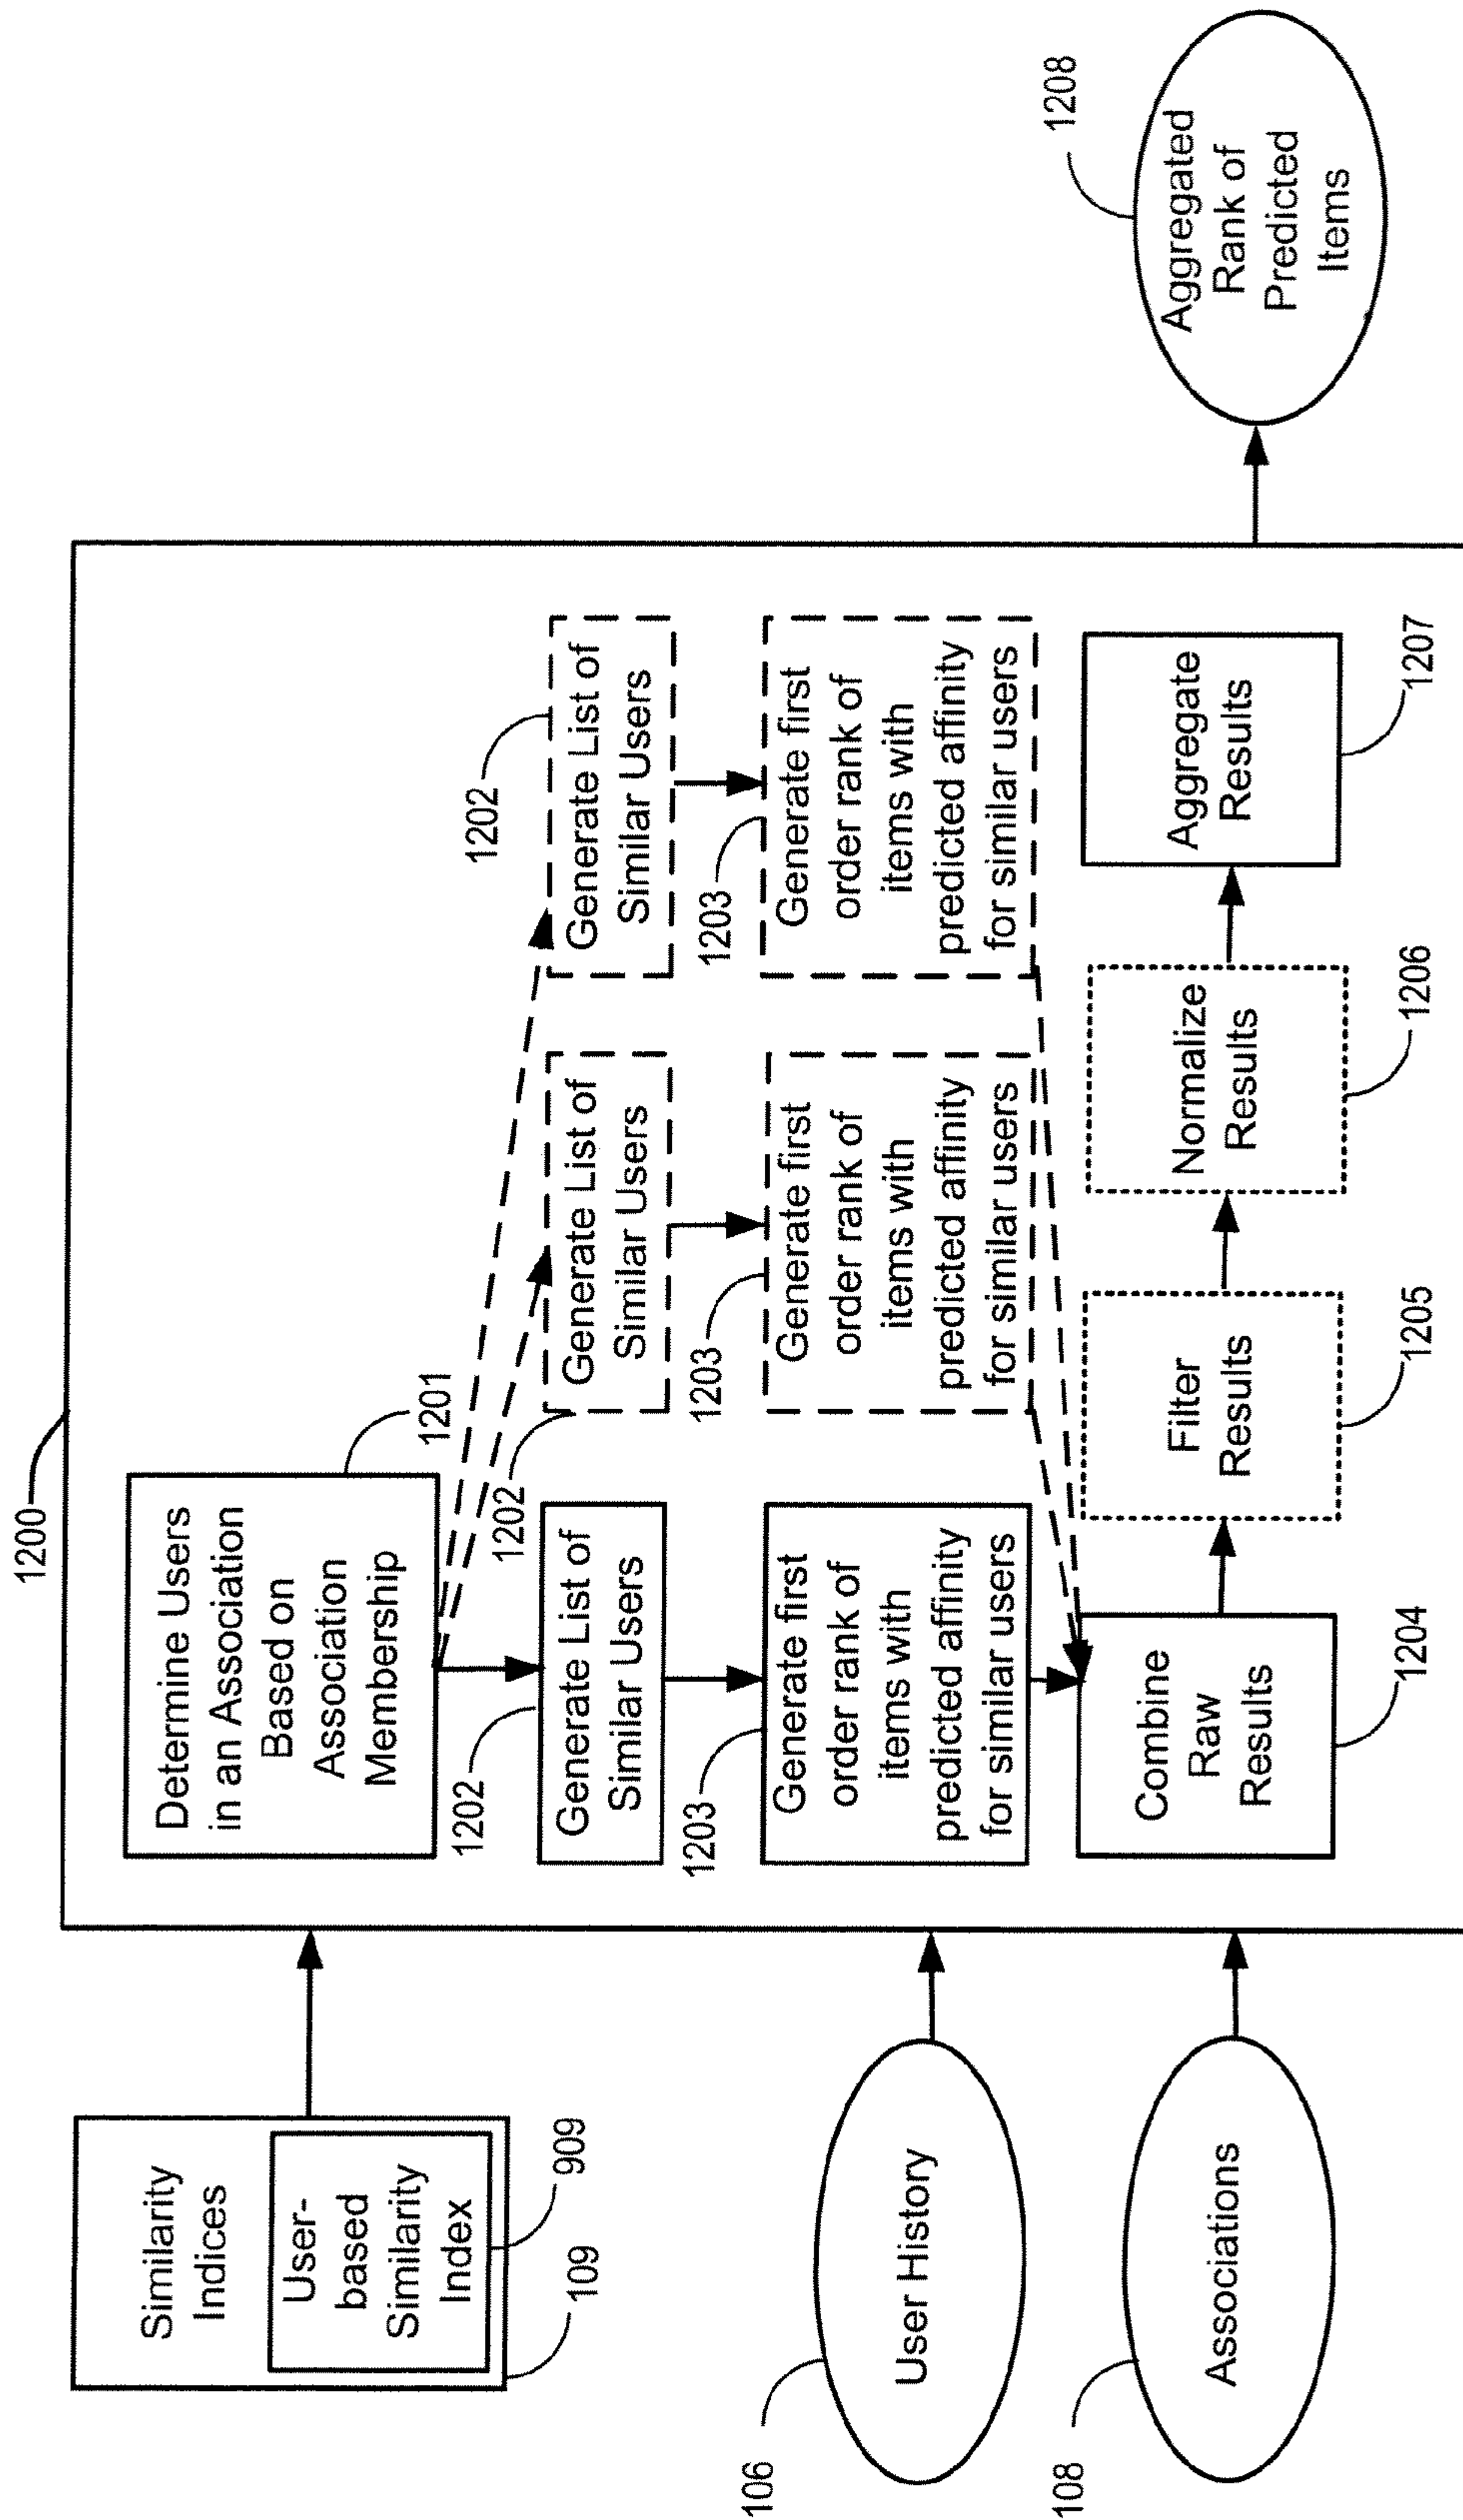 1200
Similarity
Indices
User-
based
Similarity
Index
909
109
106
User History
108
Associations
Determine Users
in an Association
Based on
Association
Membership
1201
1202
Generate List of
Similar Users
1202
Generate List of
Similar Users
1202
Generate List of
Similar Users
1203
Generate first
order rank of
items with
predicted affinity
for similar users
1203
Generate first
order rank of
items with
predicted affinity
for similar users
1203
Generate first
order rank of
items with
predicted affinity
for similar users
Combine
Raw
Results
1204
Filter
Results
1205
Normalize
Results
1206
Aggregate
Results
1207
1208
Aggregated
Rank of
Predicted
Items